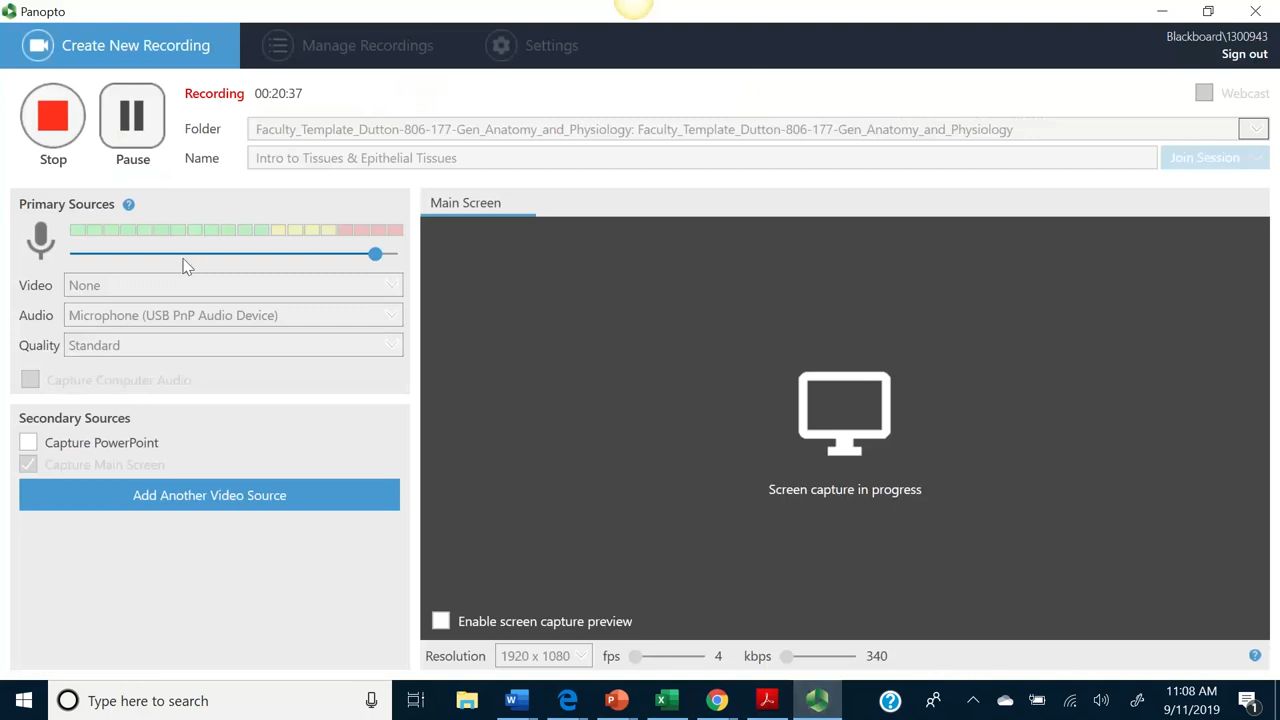 Panopto
Create New Recording
Manage Recordings
Settings
Blackboard\1300943
Sign out
Recording 00:20:37
Webcast
Folder Faculty_Template_Dutton-806-177-Gen_Anatomy_and_Physiology: Faculty_Template_Dutton-806-177-Gen_Anatomy_and_Physiology
Name Intro to Tissues & Epithelial Tissues Join Session
Stop Pause
Primary Sources ?
Video None
Audio Microphone (USB PnP Audio Device)
Quality Standard
Capture Computer Audio
Secondary Sources
Capture PowerPoint
Capture Main Screen
Add Another Video Source
Main Screen
Screen capture in progress
Enable screen capture preview
Resolution 1920 x 1080 fps 4 kbps 340 ?
Type here to search
11:08 AM
9/11/2019
1